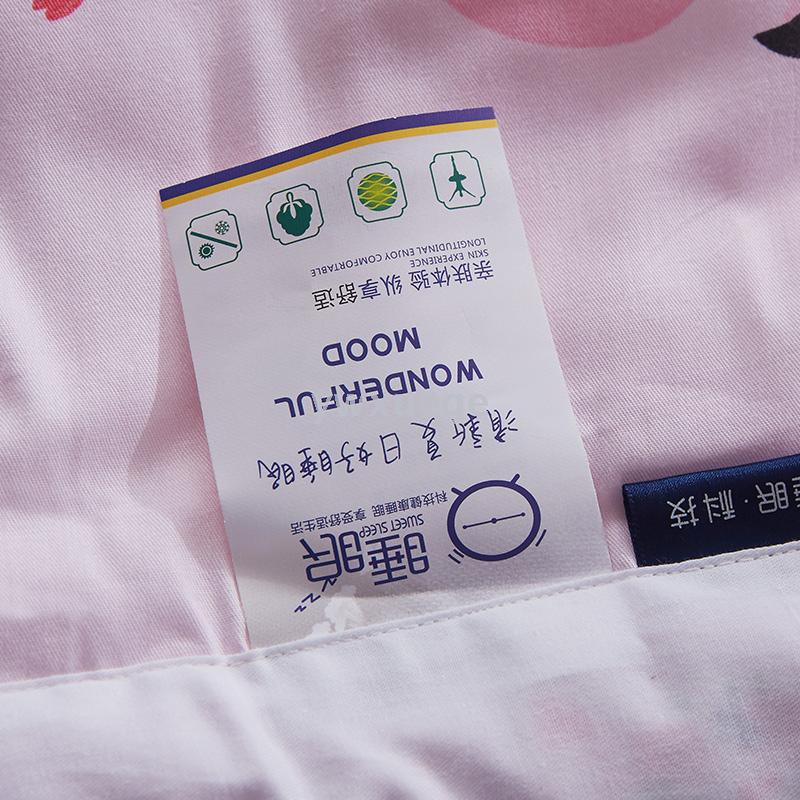 睡眠
SWEET SLEEP
科技健康睡眠 享受舒适生活
清新夏日好睡眠
WONDERFUL
MOOD
亲肤体验 纵享舒适
SKIN EXPERIENCE
LONGITUDINAL ENJOY COMFORTABLE
睡眠·科技